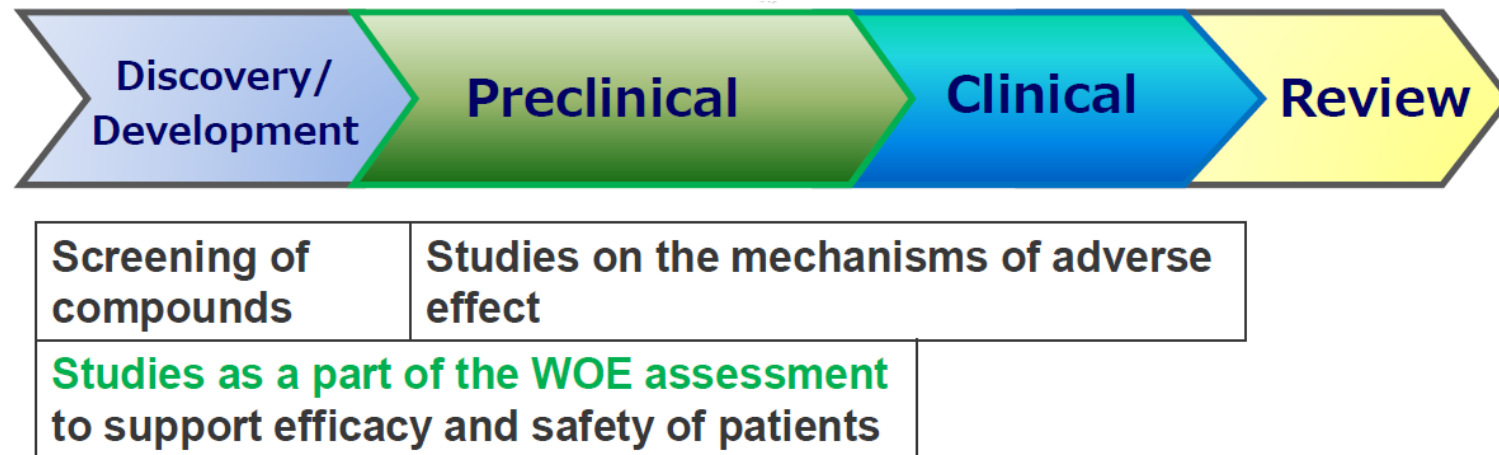 Discovery/
Development
Preclinical
Clinical
Review
Screening of
compounds
Studies on the mechanisms of adverse
effect
Studies as a part of the WOE assessment
to support efficacy and safety of patients